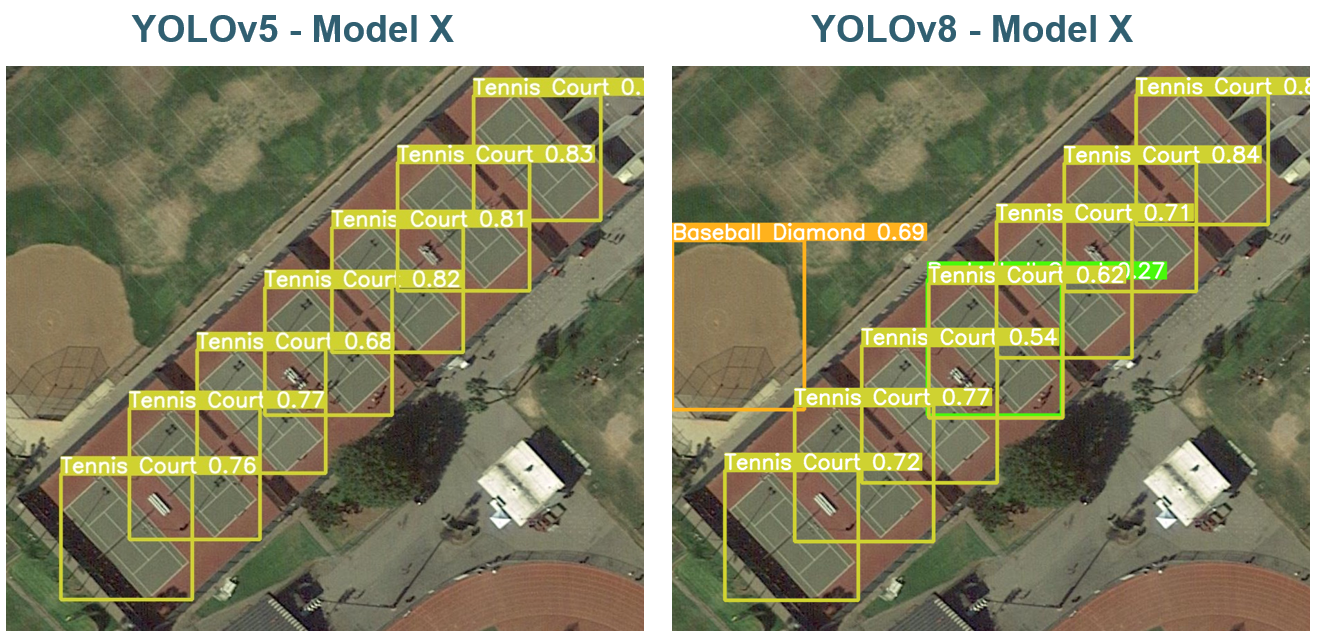 YOLOv5 - Model X
Tennis Court 0.
Tennis Court 0.83
Tennis Court 0.81
Tennis Court 0.82
Tennis Court 0.68
Tennis Court 0.77
Tennis Court 0.76
YOLOv8 - Model X
Tennis Court 0.8
Tennis Court 0.84
Tennis Court 0.71
Baseball Diamond 0.69
0.27
Tennis Court 0.62
Tennis Court 0.54
Tennis Court 0.77
Tennis Court 0.72